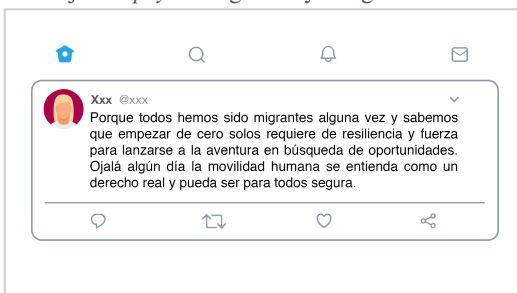 Xxx @xxx
Porque todos hemos sido migrantes alguna vez y sabemos
que empezar de cero solos requiere de resiliencia y fuerza
para lanzarse a la aventura en búsqueda de oportunidades.
Ojalá algún día la movilidad humana se entienda como un
derecho real y pueda ser para todos segura.